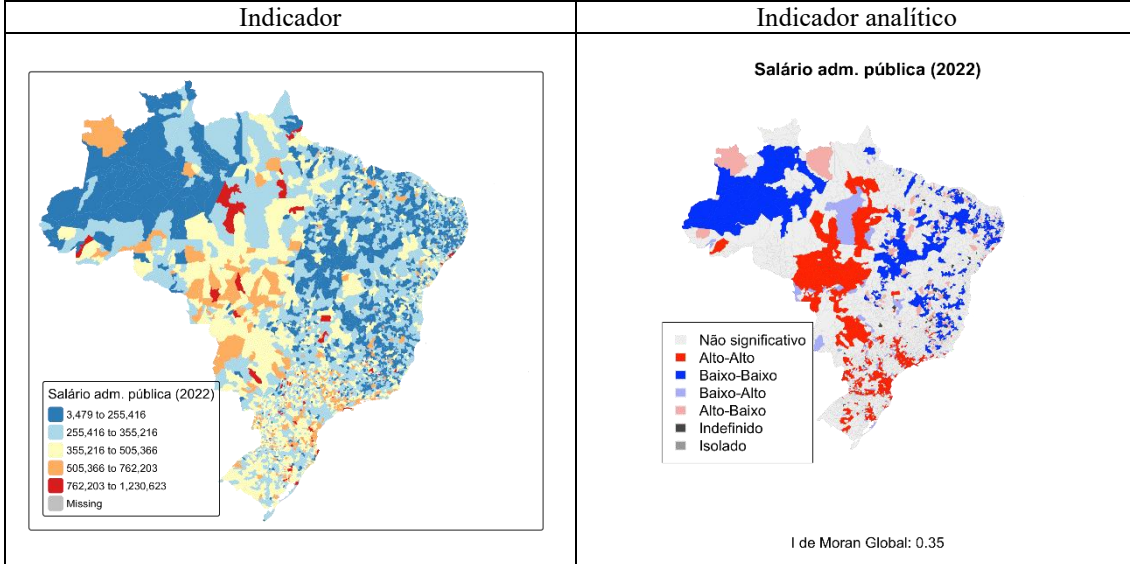 Indicador
Indicador analítico
Salário adm. pública (2022)
3,479 to 255,416
255,416 to 355,216
355,216 to 505,366
505,366 to 762,203
762,203 to 1,230,623
Missing
Salário adm. pública (2022)
Não significativo
Alto-Alto
Baixo-Baixo
Baixo-Alto
Alto-Baixo
Indefinido
Isolado
I de Moran Global: 0.35